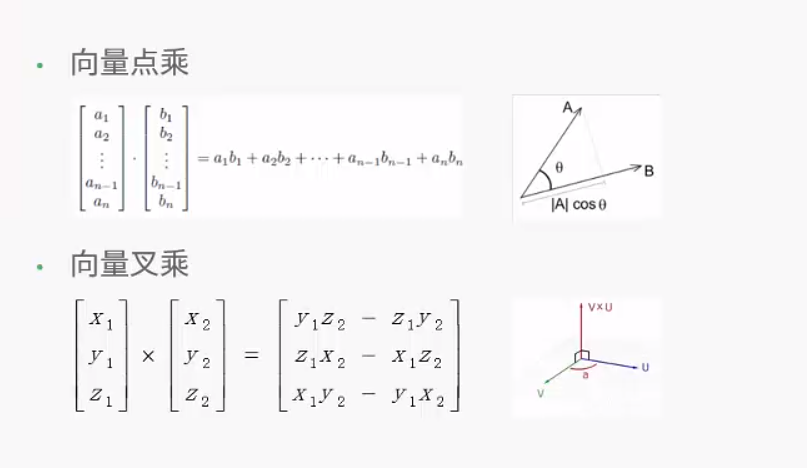 • 向量点乘
[a₁ a₂ ⋮ aₙ₋₁ aₙ] · [b₁ b₂ ⋮ bₙ₋₁ bₙ] = a₁b₁ + a₂b₂ + ⋯ + aₙ₋₁bₙ₋₁ + aₙbₙ
A
θ
B
|A| cos θ
• 向量叉乘
[X₁ y₁ Z₁] × [X₂ y₂ Z₂] = [y₁Z₂ − Z₁y₂ Z₁X₂ − X₁Z₂ X₁y₂ − y₁X₂]
V×U
U
a
V